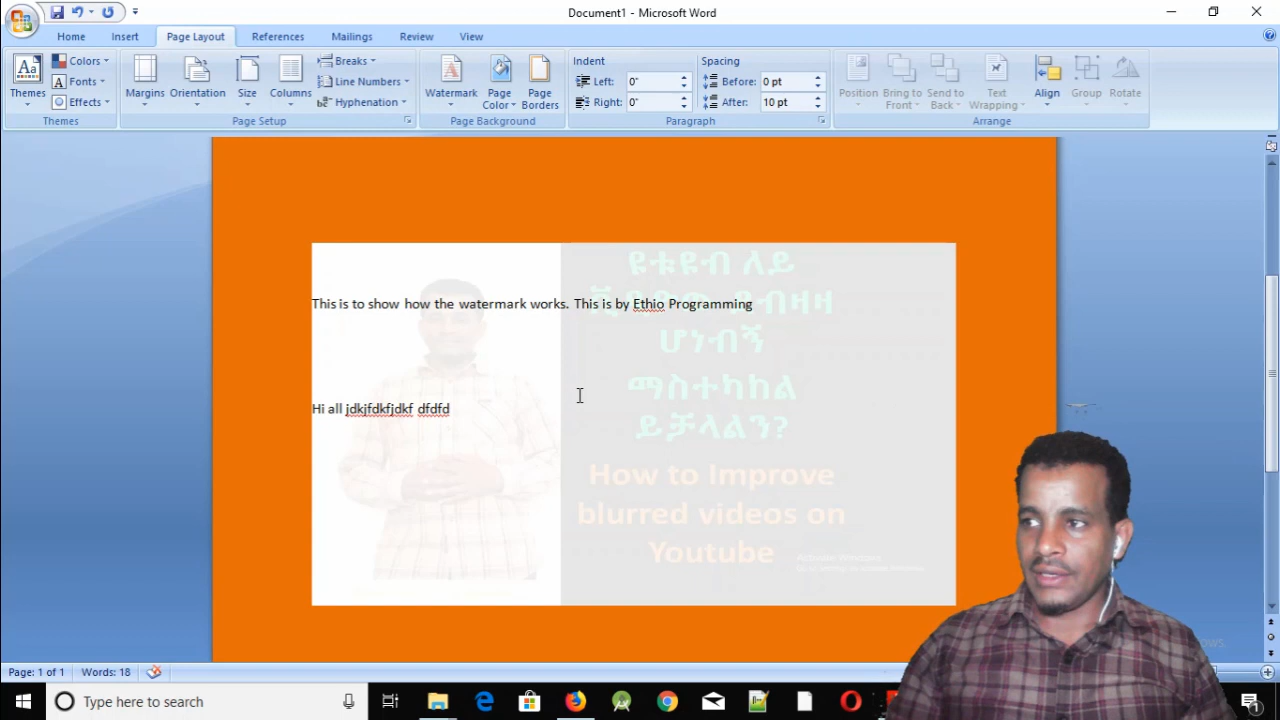 Document1 - Microsoft Word
Home Insert Page Layout References Mailings Review View
Themes
Colors
Fonts
Effects
Themes
Margins
Orientation
Size
Columns
Breaks
Line Numbers
Hyphenation
Page Setup
Watermark
Page Color
Page Borders
Page Background
Indent
Left: 0"
Right: 0"
Spacing
Before: 0 pt
After: 10 pt
Paragraph
Position
Bring to Front
Send to Back
Text Wrapping
Align
Group
Rotate
Arrange
ዩቱዩብ ለይ
This is to show how the watermark works. This is by Ethio Programming
ሆነብኝ
ማስተካከል
Hi all jdkjfdkfjdkf dfdfd
ይቻላልን?
How to Improve
blurred videos on
Youtube
Activate Windows
Page: 1 of 1 Words: 18
Type here to search